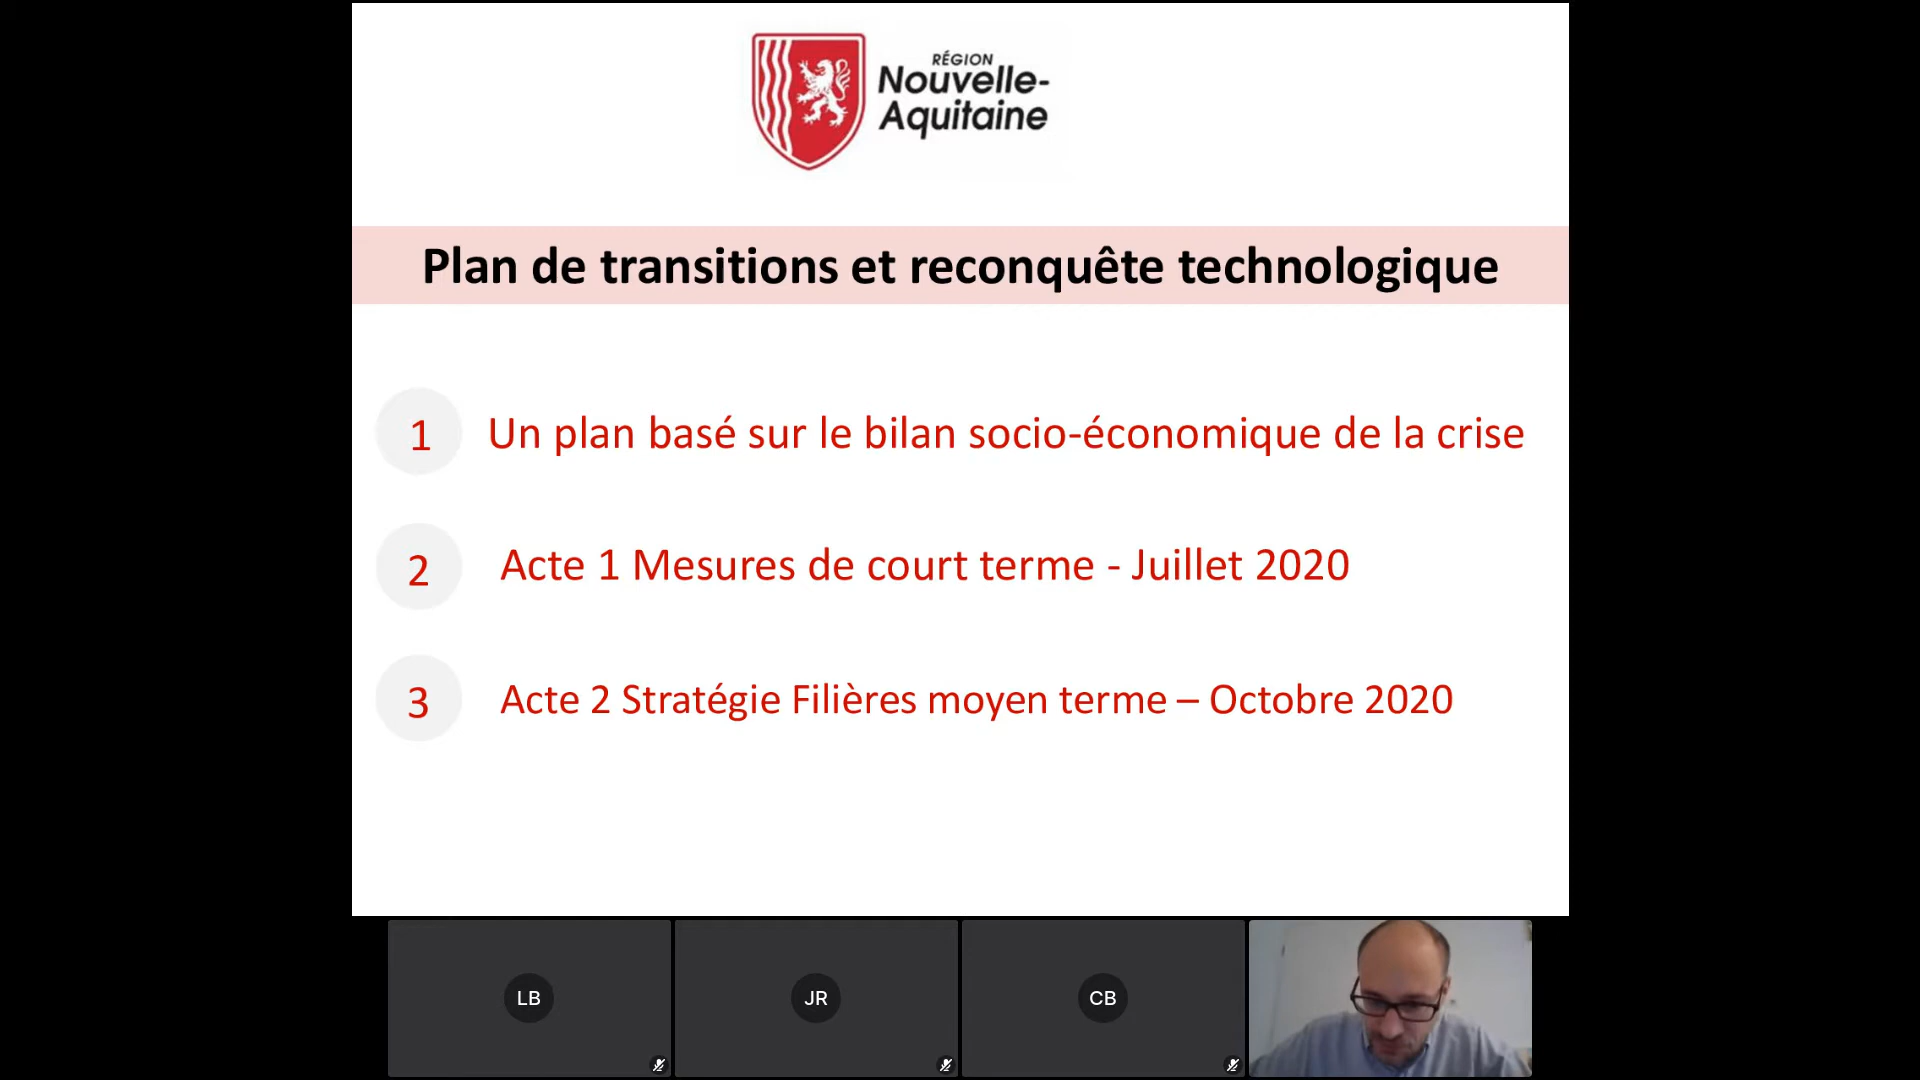 RÉGION
Nouvelle-
Aquitaine
Plan de transitions et reconquête technologique
1 Un plan basé sur le bilan socio-économique de la crise
2 Acte 1 Mesures de court terme - Juillet 2020
3 Acte 2 Stratégie Filières moyen terme – Octobre 2020
LB
JR
CB